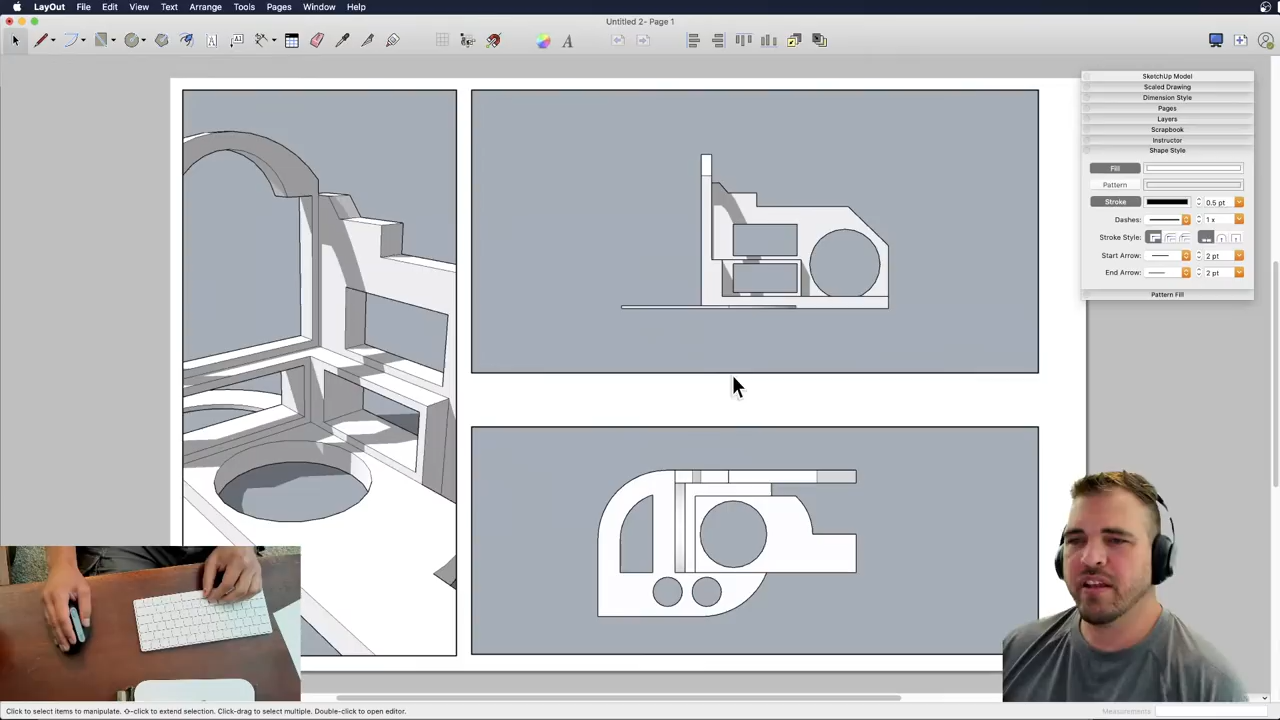 LayOut File Edit View Text Arrange Tools Pages Window Help
Untitled 2- Page 1
SketchUp Model
Scaled Drawing
Dimension Style
Pages
Layers
Scrapbook
Instructor
Shape Style
Fill
Pattern
Stroke 0.5 pt
Dashes: 1 x
Stroke Style:
Start Arrow: 2 pt
End Arrow: 2 pt
Pattern Fill
Click to select items to manipulate. ⇧-click to extend selection. Click-drag to select multiple. Double-click to open editor.
Measurements